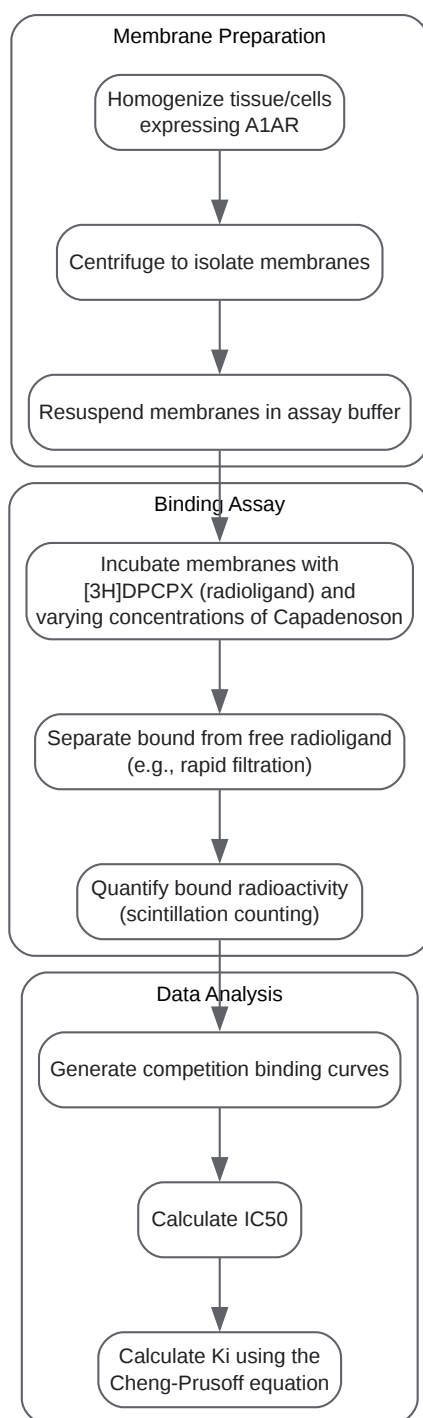 Membrane Preparation
Homogenize tissue/cells
expressing A1AR
Centrifuge to isolate membranes
Resuspend membranes in assay buffer
Binding Assay
Incubate membranes with
[3H]DPCPX (radioligand) and
varying concentrations of Capadenoson
Separate bound from free radioligand
(e.g., rapid filtration)
Quantify bound radioactivity
(scintillation counting)
Data Analysis
Generate competition binding curves
Calculate IC50
Calculate Ki using the
Cheng-Prusoff equation